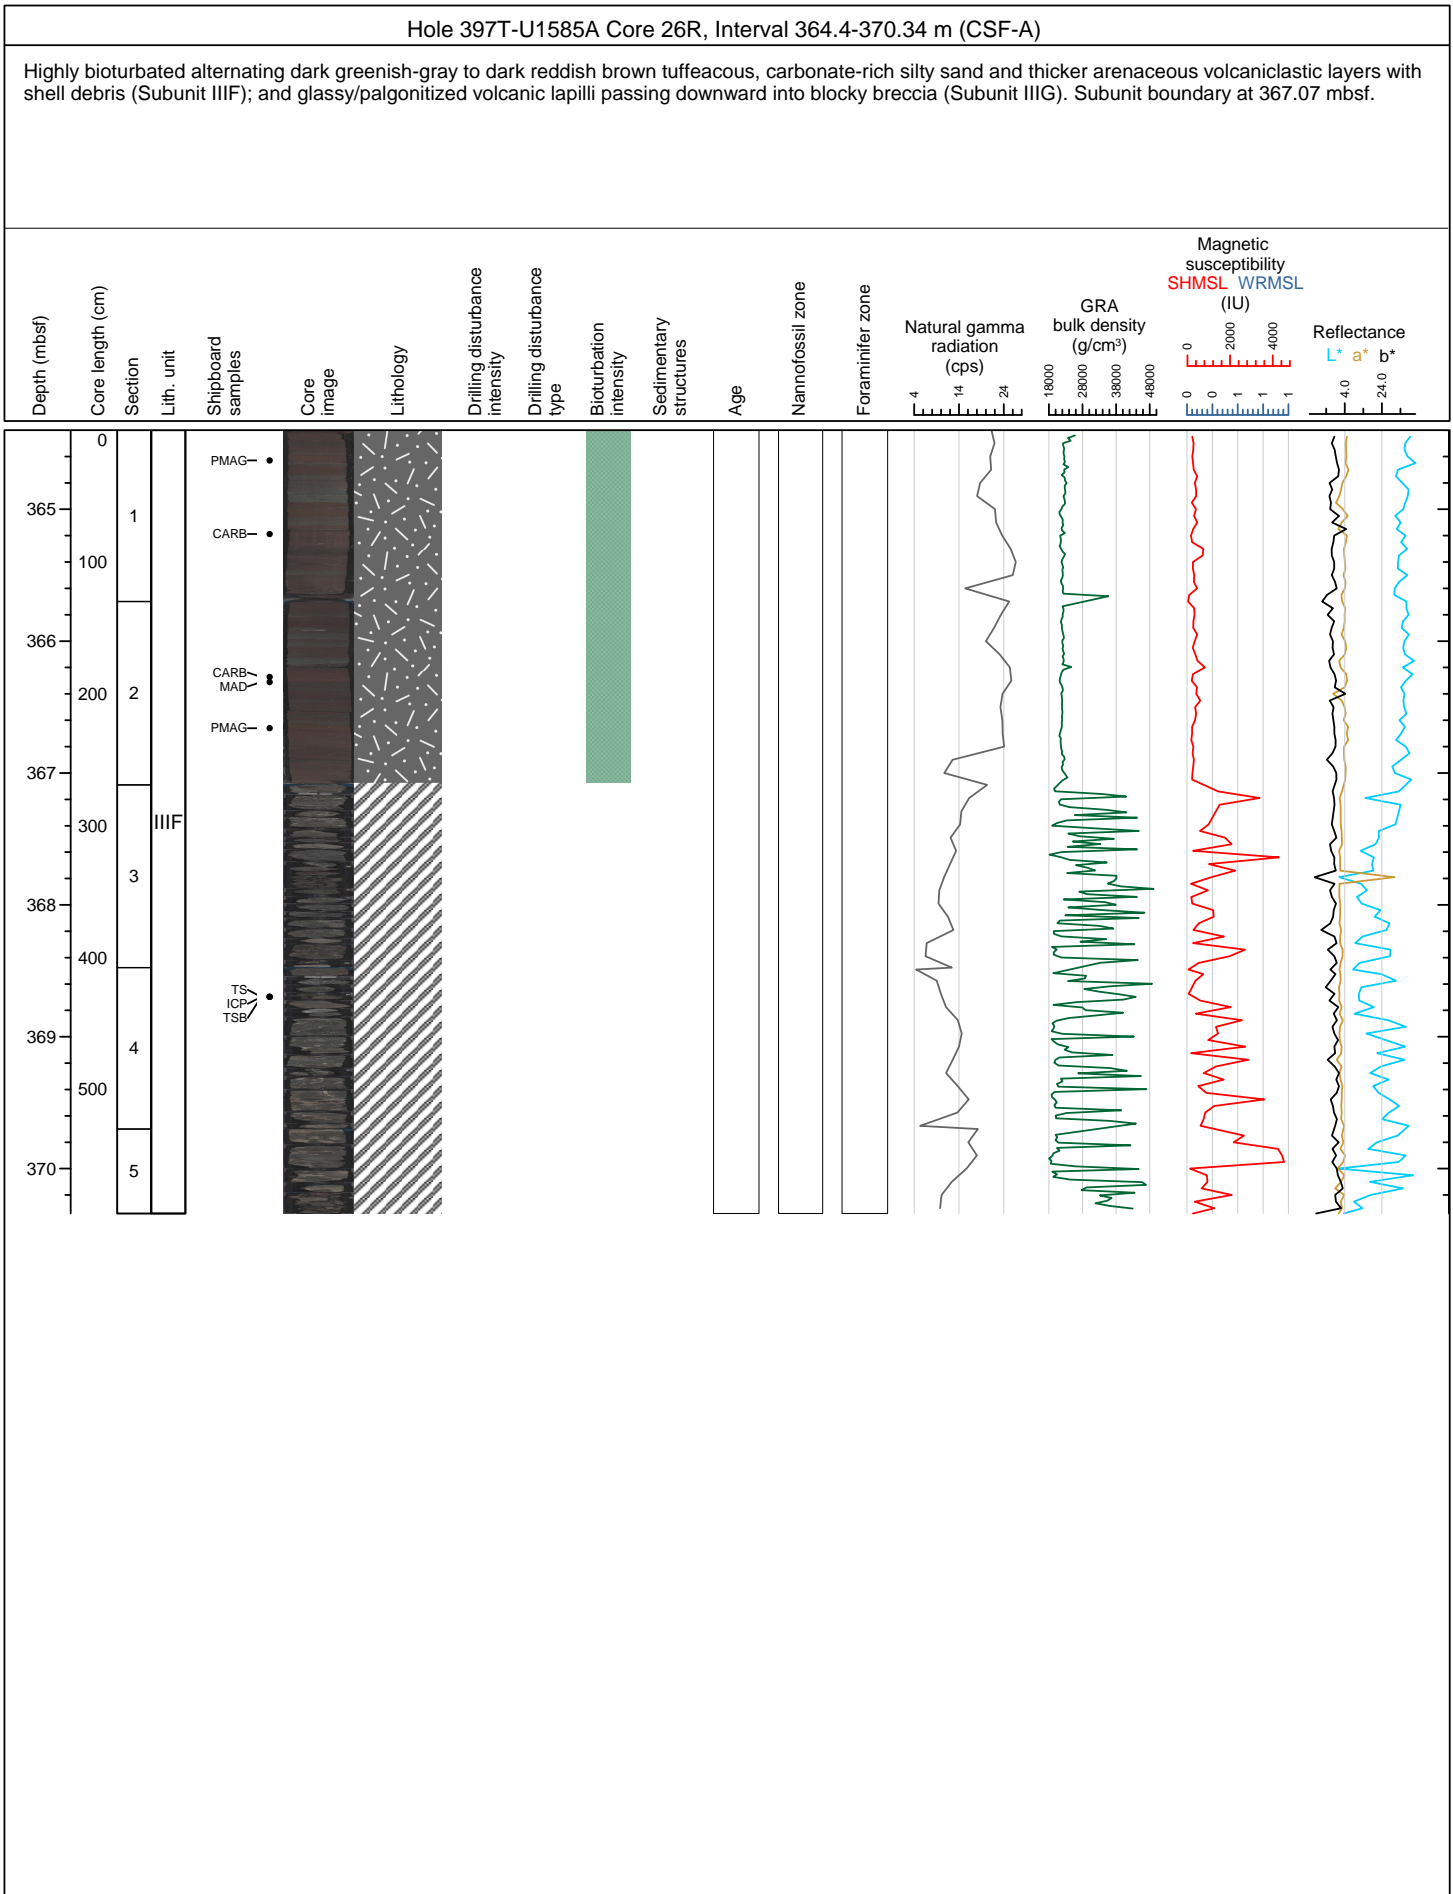 Hole 397T-U1585A Core 26R, Interval 364.4-370.34 m (CSF-A)
Highly bioturbated alternating dark greenish-gray to dark reddish brown tuffeacous, carbonate-rich silty sand and thicker arenaceous volcaniclastic layers with
shell debris (Subunit IIIF); and glassy/palgonitized volcanic lapilli passing downward into blocky breccia (Subunit IIIG). Subunit boundary at 367.07 mbsf.
Depth (mbsf)
Core length (cm)
Section
Lith. unit
Shipboard
samples
Core
image
Lithology
Drilling disturbance
intensity
Drilling disturbance
type
Bioturbation
intensity
Sedimentary
structures
Age
Nannofossil zone
Foraminifer zone
Natural gamma
radiation
(cps)
4 14 24
GRA
bulk density
(g/cm³)
18000 28000 38000 48000
Magnetic
susceptibility
SHMSL WRMSL
(IU)
0 2000 4000
0 0 1 1 1
Reflectance
L* a* b*
4.0 24.0
0
PMAG
365
1
CARB
100
366
CARB
200
2
MAD
PMAG
367
300
IIIF
3
368
400
TS
ICP
TSB
369
4
500
370
5